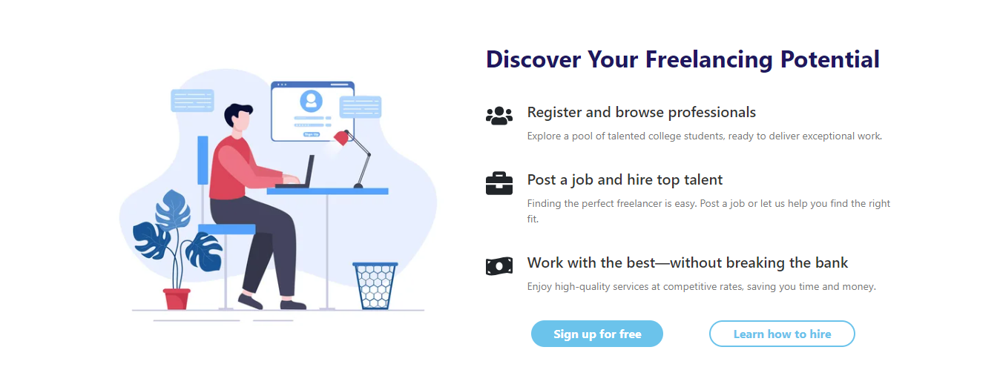 Discover Your Freelancing Potential
Register and browse professionals
Explore a pool of talented college students, ready to deliver exceptional work.
Post a job and hire top talent
Finding the perfect freelancer is easy. Post a job or let us help you find the right
fit.
Work with the best—without breaking the bank
Enjoy high-quality services at competitive rates, saving you time and money.
Sign up for free
Learn how to hire
Sign Up